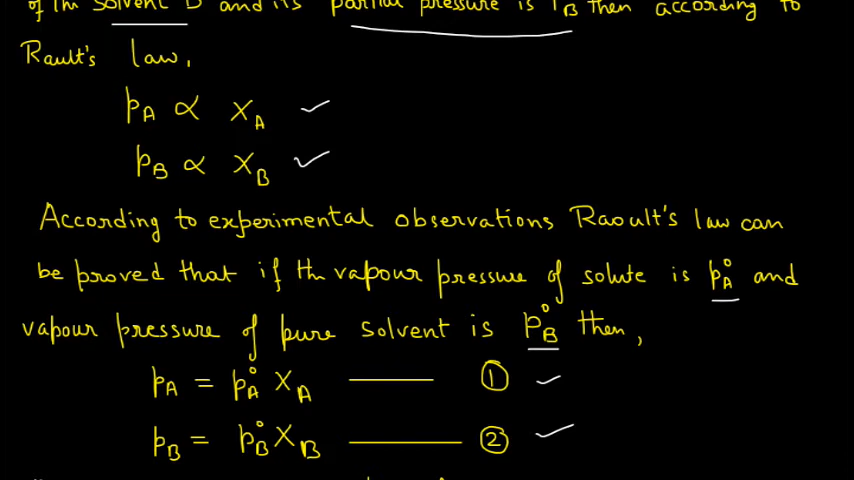 of the solvent B and its partial pressure is PB then according to
Rault's law,
pA ∝ XA
pB ∝ XB
According to experimental observations Raoult's law can
be proved that if th vapour pressure of solute is p°A and
vapour pressure of pure solvent is p°B then,
pA = p°A XA ——— ①
pB = p°B XB ——— ②